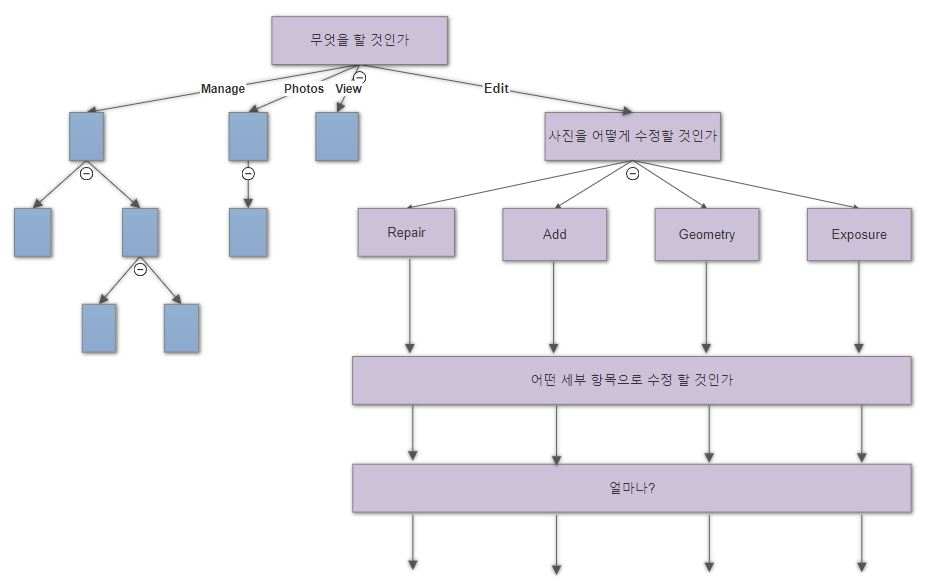 무엇을 할 것인가
Manage
Photos
View
Edit
사진을 어떻게 수정할 것인가
Repair
Add
Geometry
Exposure
어떤 세부 항목으로 수정 할 것인가
얼마나?